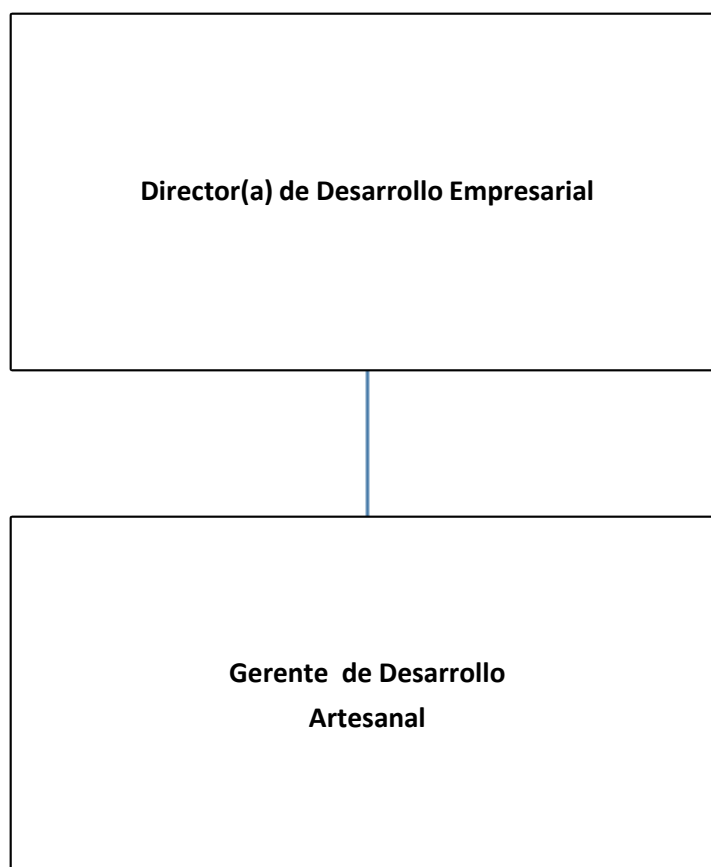 Director(a) de Desarrollo Empresarial
Gerente  de Desarrollo
Artesanal